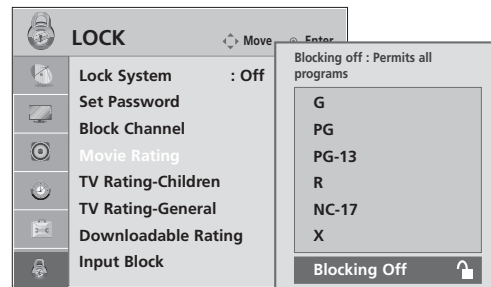 LOCK
Move
Enter
Lock System : Off
Set Password
Block Channel
Movie Rating
TV Rating-Children
TV Rating-General
Downloadable Rating
Input Block
Blocking off : Permits all
programs
G
PG
PG-13
R
NC-17
X
Blocking Off